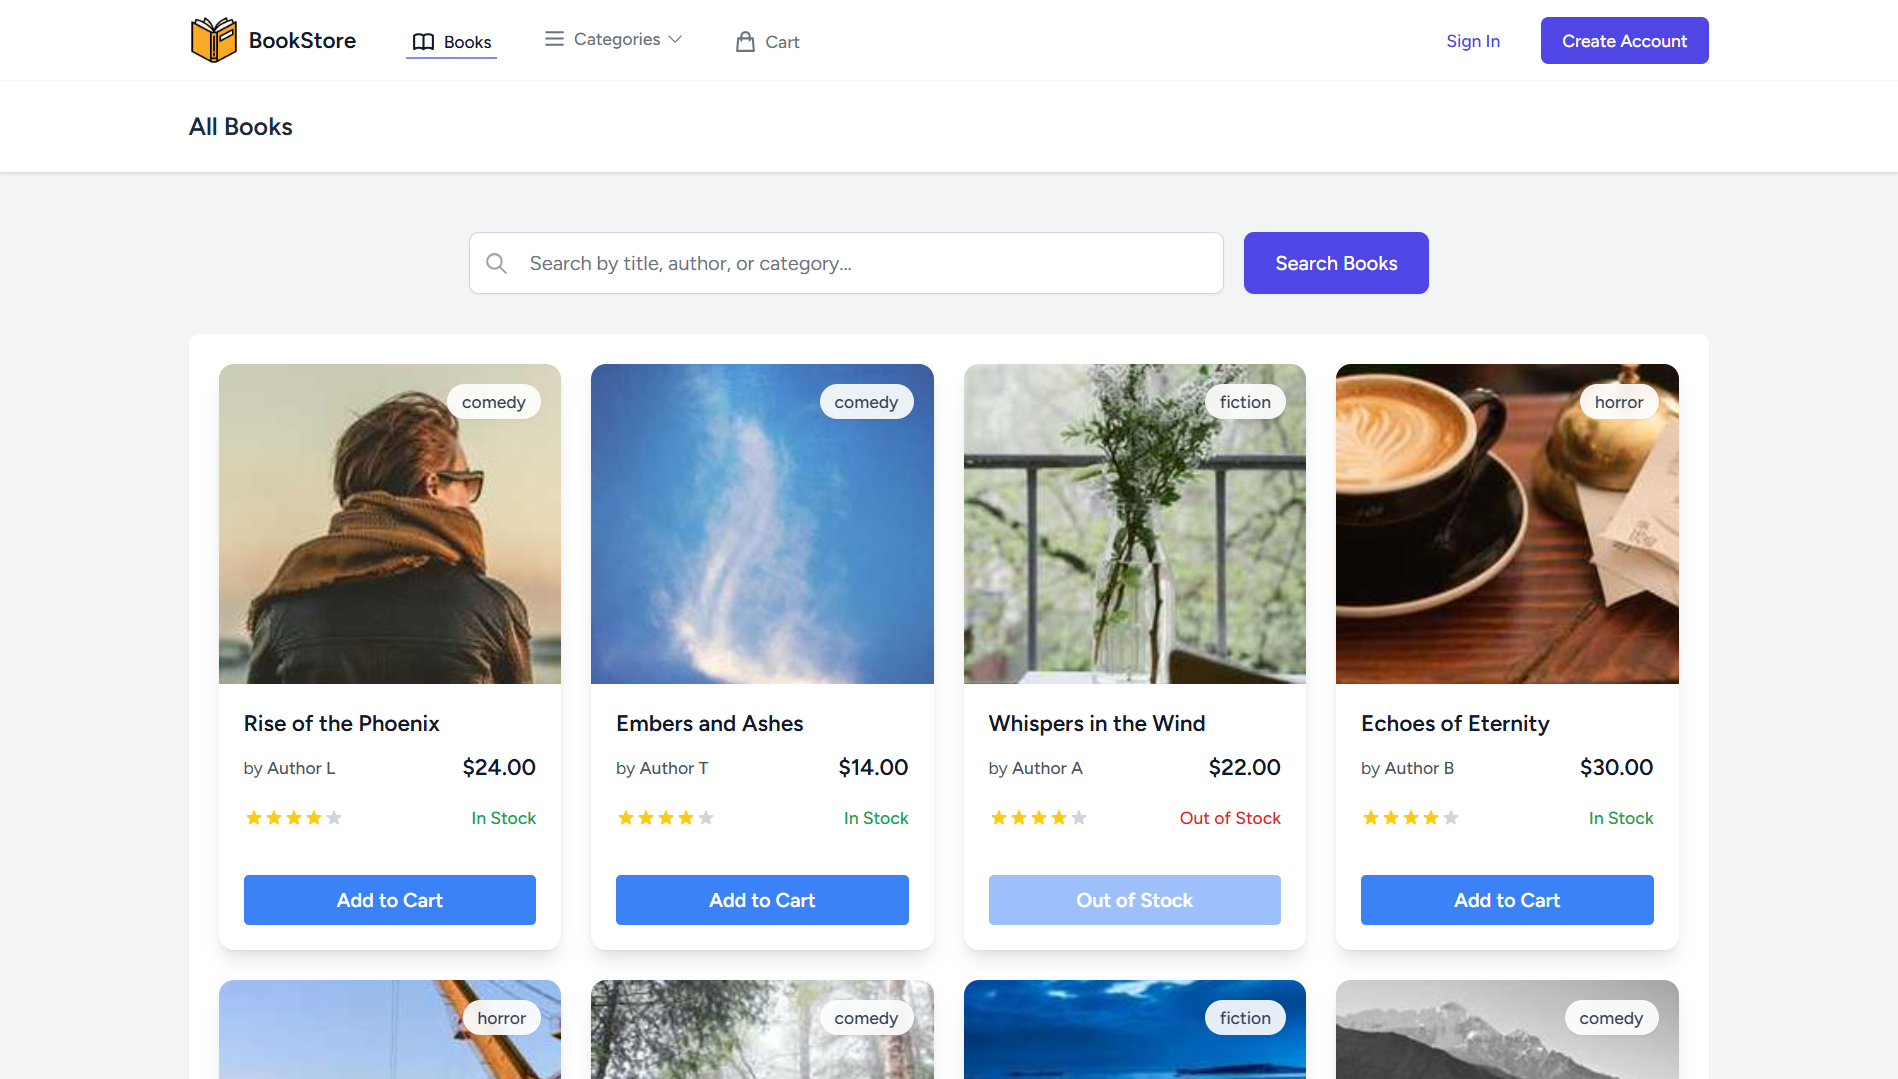 BookStore
Books
Categories
Cart
Sign In
Create Account
All Books
Search by title, author, or category...
Search Books
comedy
comedy
fiction
horror
Rise of the Phoenix
by Author L
$24.00
In Stock
Add to Cart
Embers and Ashes
by Author T
$14.00
In Stock
Add to Cart
Whispers in the Wind
by Author A
$22.00
Out of Stock
Out of Stock
Echoes of Eternity
by Author B
$30.00
In Stock
Add to Cart
horror
comedy
fiction
comedy